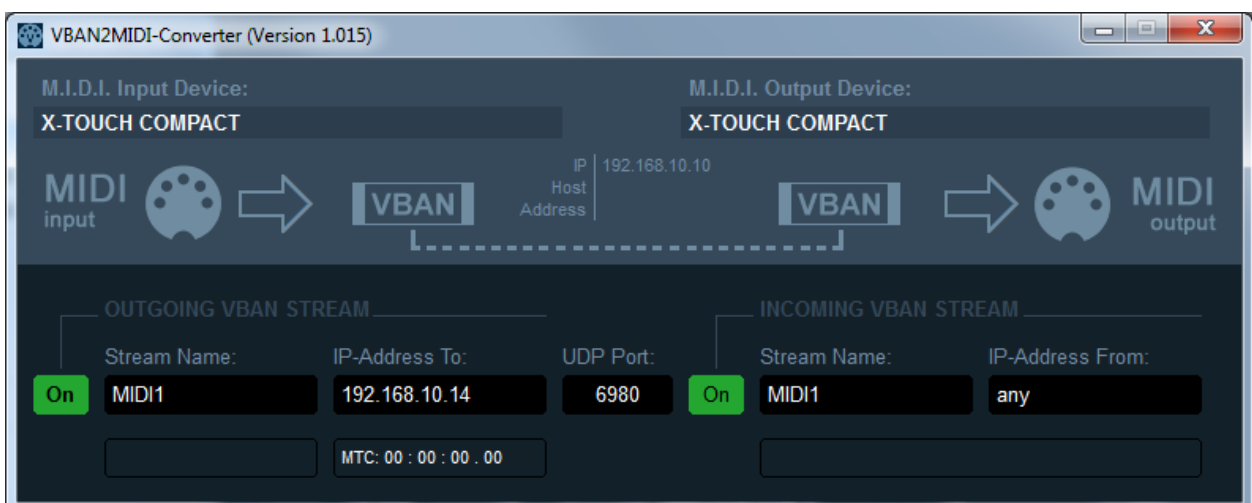 VBAN2MIDI-Converter (Version 1.015)
M.I.D.I. Input Device:
M.I.D.I. Output Device:
X-TOUCH COMPACT
X-TOUCH COMPACT
MIDI
input
VBAN
IP
Host
Address
192.168.10.10
VBAN
MIDI
output
OUTGOING VBAN STREAM
INCOMING VBAN STREAM
Stream Name:
IP-Address To:
UDP Port:
Stream Name:
IP-Address From:
On
MIDI1
192.168.10.14
6980
On
MIDI1
any
MTC: 00 : 00 : 00 . 00